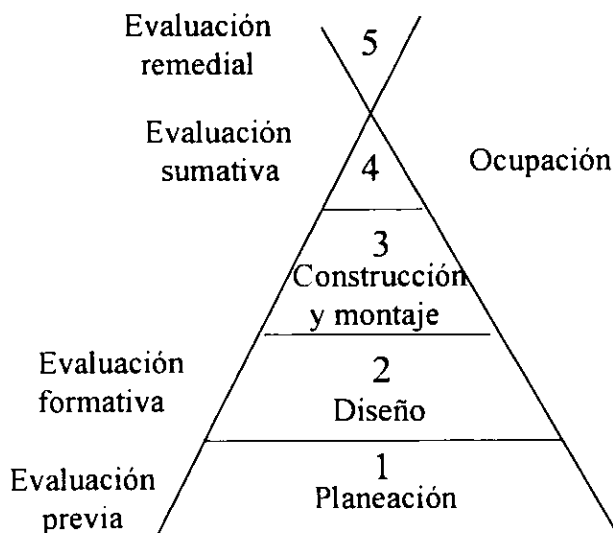 Evaluación
remedial
5
Evaluación
sumativa
4
Ocupación
3
Construcción
y montaje
Evaluación
formativa
2
Diseño
Evaluación
previa
1
Planeación